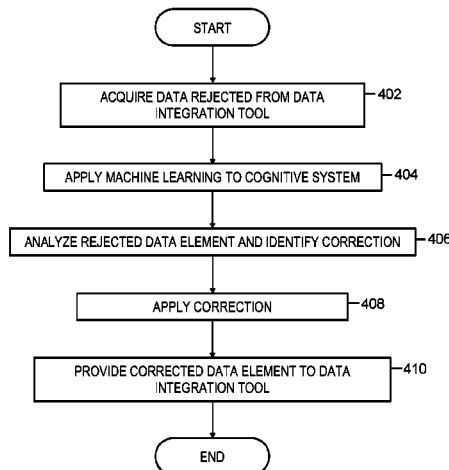 START
ACQUIRE DATA REJECTED FROM DATA
INTEGRATION TOOL
402
APPLY MACHINE LEARNING TO COGNITIVE SYSTEM
404
ANALYZE REJECTED DATA ELEMENT AND IDENTIFY CORRECTION
406
APPLY CORRECTION
408
PROVIDE CORRECTED DATA ELEMENT TO DATA
INTEGRATION TOOL
410
END